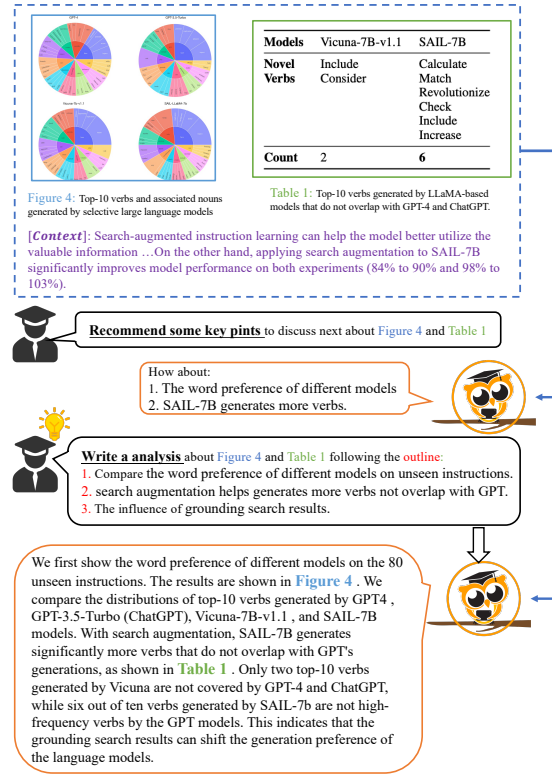 GPT-4
GPT-3.5-Turbo
Vicuna-7B-v1.1
SAIL-LLaMA-7b
Models Vicuna-7B-v1.1 SAIL-7B
Novel Include Calculate
Verbs Consider Match
Revolutionize
Check
Include
Increase
Count 2 6
Figure 4: Top-10 verbs and associated nouns
generated by selective large language models
Table 1: Top-10 verbs generated by LLaMA-based
models that do not overlap with GPT-4 and ChatGPT.
[Context]: Search-augmented instruction learning can help the model better utilize the
valuable information …On the other hand, applying search augmentation to SAIL-7B
significantly improves model performance on both experiments (84% to 90% and 98% to
103%).
Recommend some key pints to discuss next about Figure 4 and Table 1
How about:
1. The word preference of different models
2. SAIL-7B generates more verbs.
Write a analysis about Figure 4 and Table 1 following the outline:
1. Compare the word preference of different models on unseen instructions.
2. search augmentation helps generates more verbs not overlap with GPT.
3. The influence of grounding search results.
We first show the word preference of different models on the 80
unseen instructions. The results are shown in Figure 4 . We
compare the distributions of top-10 verbs generated by GPT4 ,
GPT-3.5-Turbo (ChatGPT), Vicuna-7B-v1.1 , and SAIL-7B
models. With search augmentation, SAIL-7B generates
significantly more verbs that do not overlap with GPT's
generations, as shown in Table 1 . Only two top-10 verbs
generated by Vicuna are not covered by GPT-4 and ChatGPT,
while six out of ten verbs generated by SAIL-7b are not high-
frequency verbs by the GPT models. This indicates that the
grounding search results can shift the generation preference of
the language models.